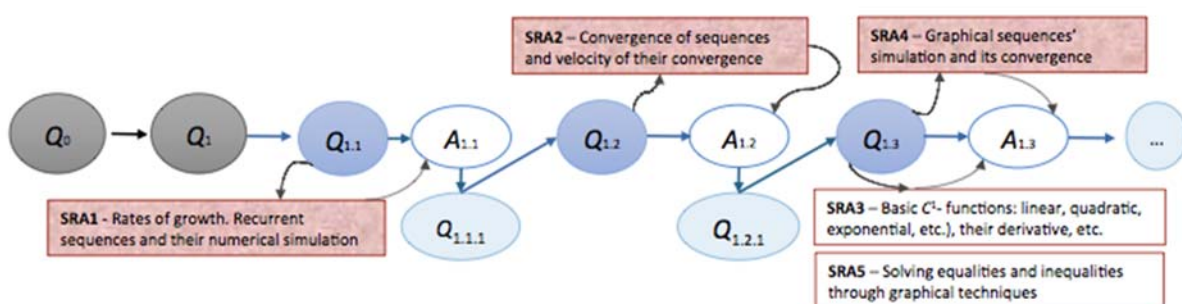 SRA2 – Convergence of sequences
and velocity of their convergence
SRA4 – Graphical sequences’
simulation and its convergence
Q0
Q1
Q1.1
A1.1
Q1.2
A1.2
Q1.3
A1.3
...
SRA1 - Rates of growth. Recurrent
sequences and their numerical simulation
Q1.1.1
Q1.2.1
SRA3 – Basic C¹- functions: linear, quadratic,
exponential, etc.), their derivative, etc.
SRA5 – Solving equalities and inequalities
through graphical techniques